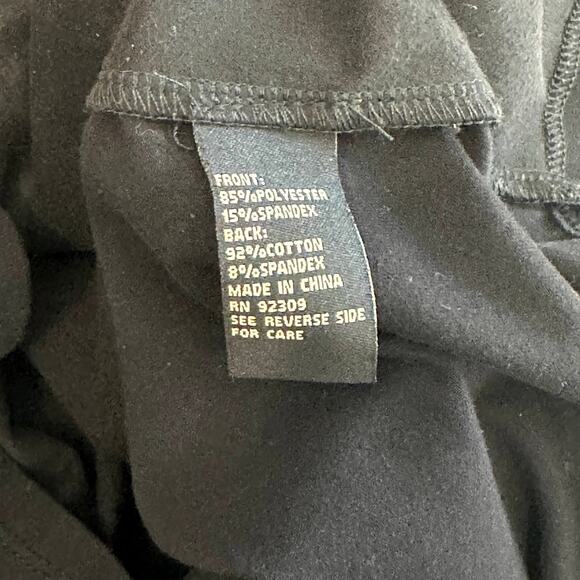 FRONT:
85%POLYESTER
15%SPANDEX
BACK:
92%COTTON
8%SPANDEX
MADE IN CHINA
RN 92309
SEE REVERSE SIDE
FOR CARE